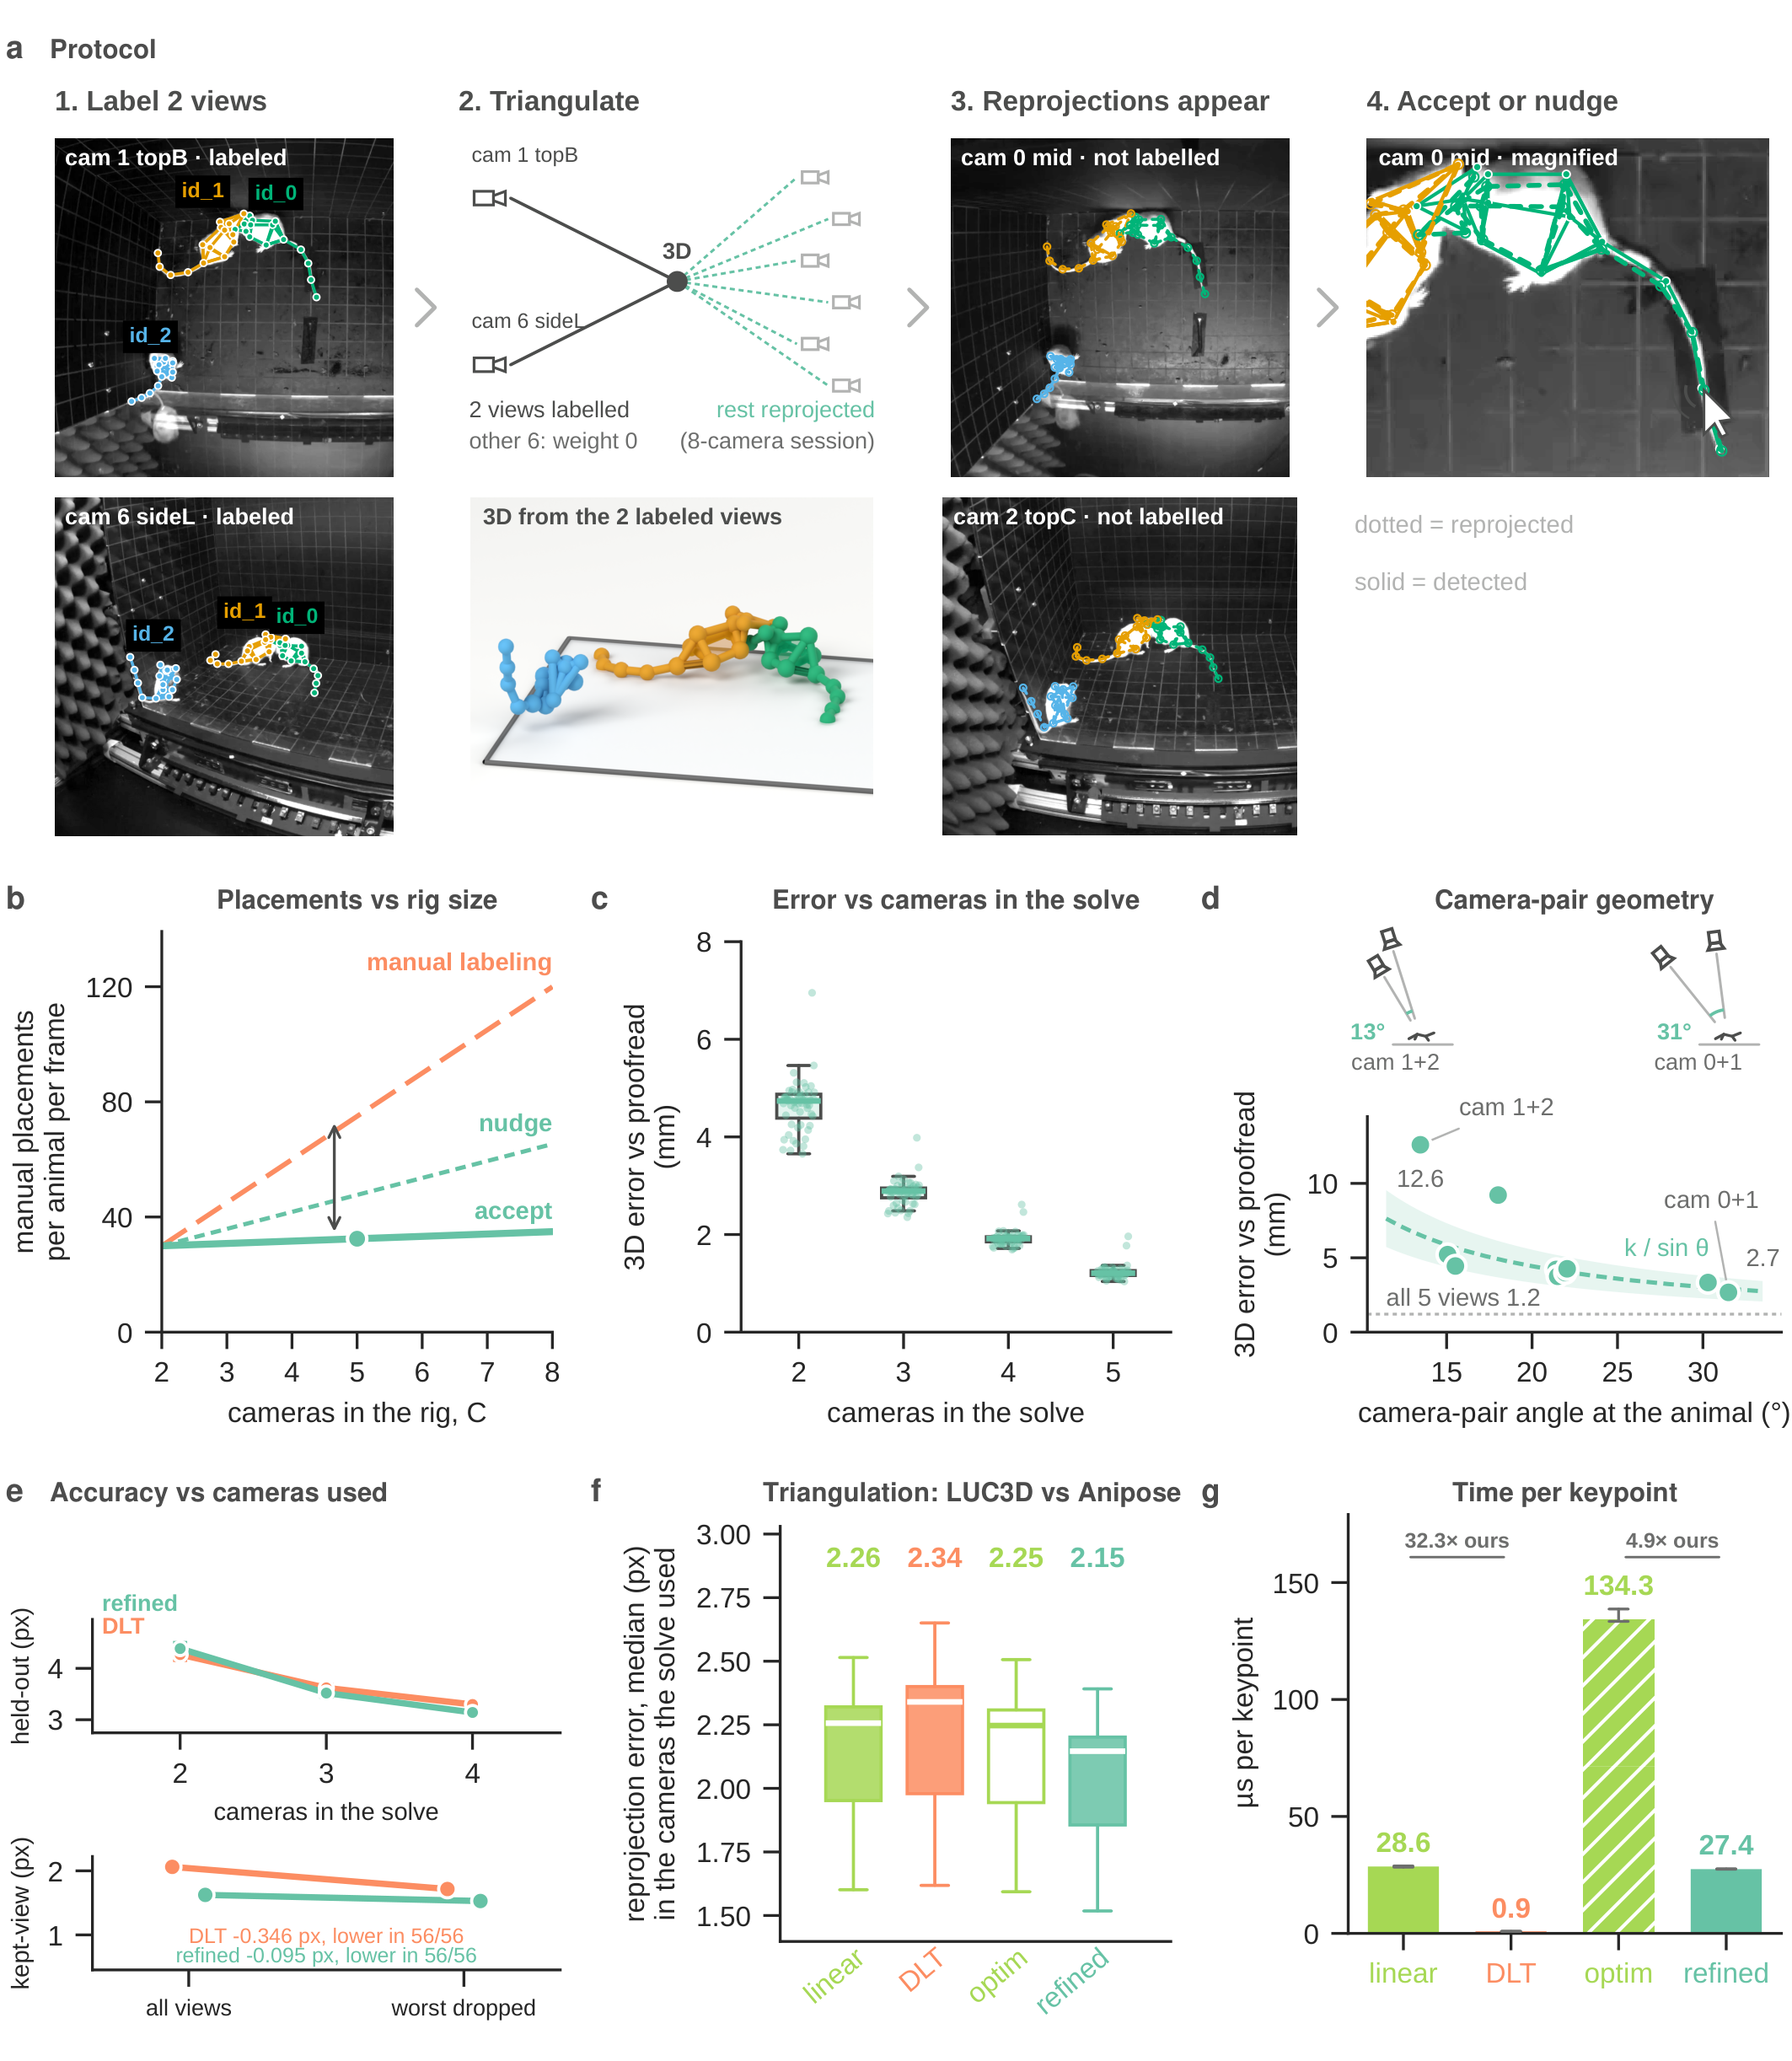 a Protocol
1. Label 2 views
2. Triangulate
3. Reprojections appear
4. Accept or nudge
cam 1 topB · labeled
id_1
id_0
id_2
cam 1 topB
3D
cam 6 sideL
2 views labelled
other 6: weight 0
rest reprojected
(8-camera session)
cam 0 mid · not labelled
cam 0 mid · magnified
cam 6 sideL · labeled
id_1
id_0
id_2
3D from the 2 labeled views
cam 2 topC · not labelled
dotted = reprojected
solid = detected
b Placements vs rig size
manual placements
per animal per frame
120
80
40
0
manual labeling
nudge
accept
2 3 4 5 6 7 8
cameras in the rig, C
c Error vs cameras in the solve
3D error vs proofread
(mm)
8
6
4
2
0
2 3 4 5
cameras in the solve
d Camera-pair geometry
13°
cam 1+2
31°
cam 0+1
3D error vs proofread
(mm)
10
5
0
cam 1+2
12.6
cam 0+1
k / sin θ
2.7
all 5 views 1.2
15 20 25 30
camera-pair angle at the animal (°)
e Accuracy vs cameras used
held-out (px)
refined
DLT
4
3
2 3 4
cameras in the solve
kept-view (px)
2
1
DLT -0.346 px, lower in 56/56
refined -0.095 px, lower in 56/56
all views worst dropped
f Triangulation: LUC3D vs Anipose
reprojection error, median (px)
in the cameras the solve used
3.00
2.75
2.50
2.25
2.00
1.75
1.50
2.26 2.34 2.25 2.15
linear DLT optim refined
g Time per keypoint
µs per keypoint
150
100
50
0
32.3× ours
4.9× ours
28.6
0.9
134.3
27.4
linear DLT optim refined